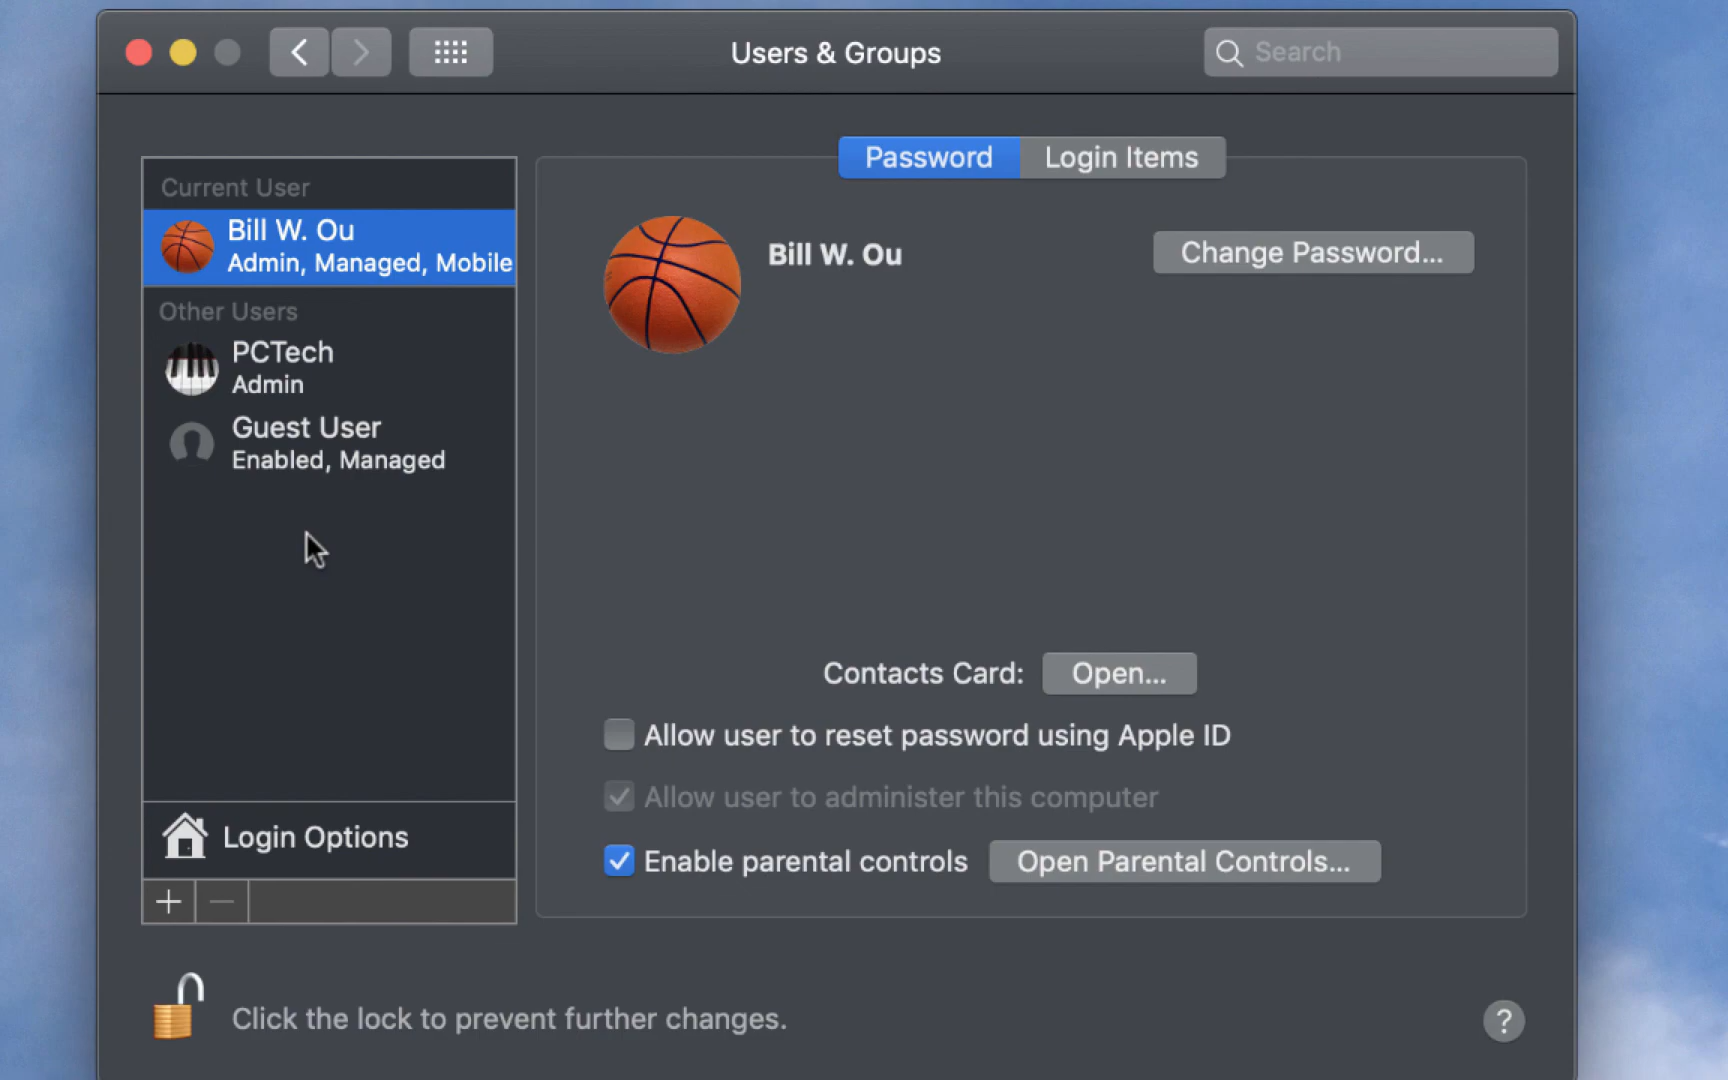 Users & Groups
Search
Password
Login Items
Current User
Bill W. Ou
Admin, Managed, Mobile
Other Users
PCTech
Admin
Guest User
Enabled, Managed
Login Options
Bill W. Ou
Change Password...
Contacts Card:
Open...
Allow user to reset password using Apple ID
Allow user to administer this computer
Enable parental controls
Open Parental Controls...
Click the lock to prevent further changes.
?